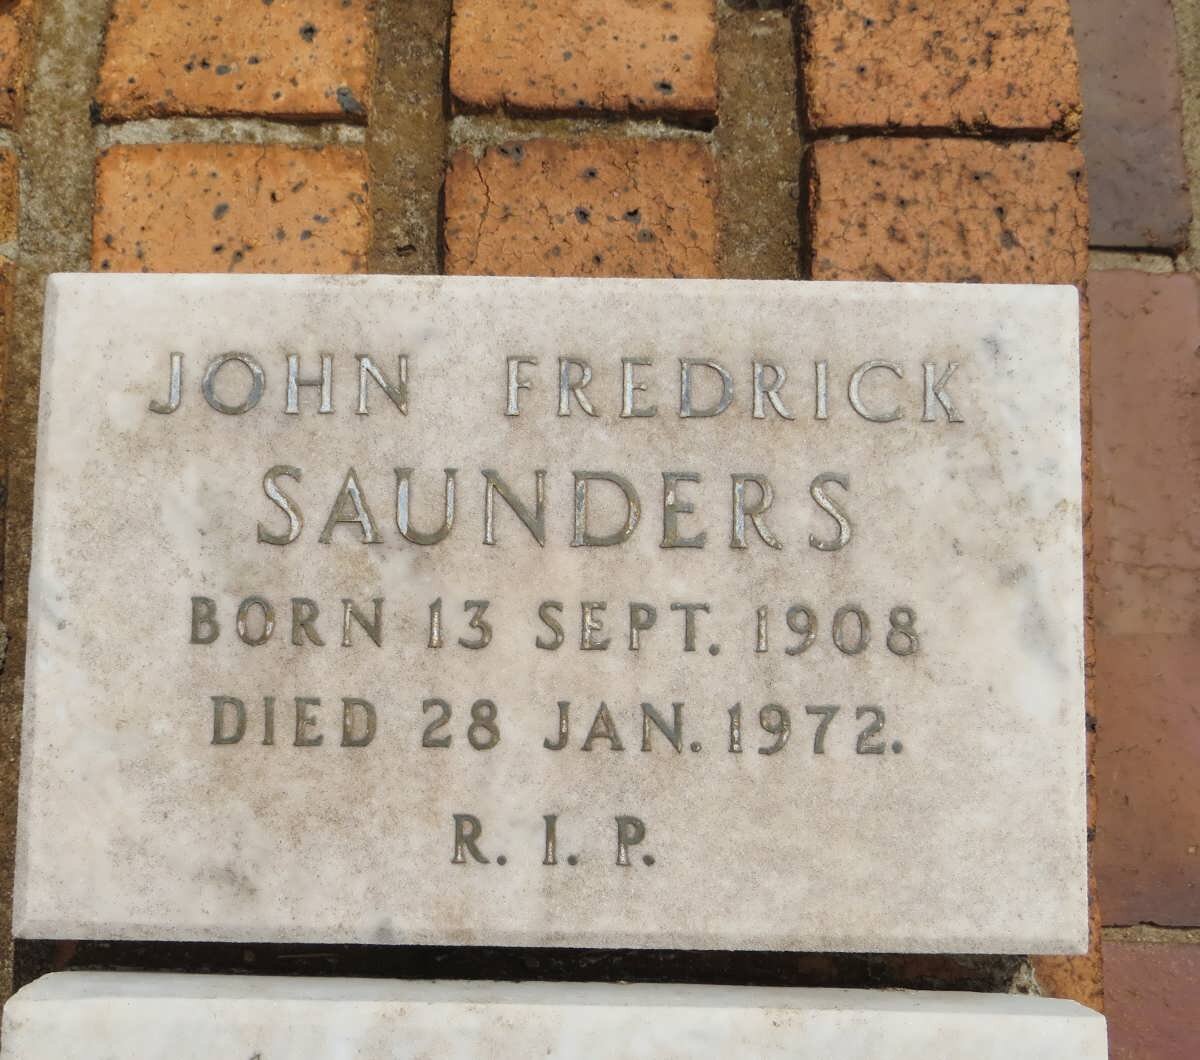 JOHN FREDRICK
SAUNDERS
BORN 13 SEPT. 1908
DIED 28 JAN. 1972.
R. I. P.